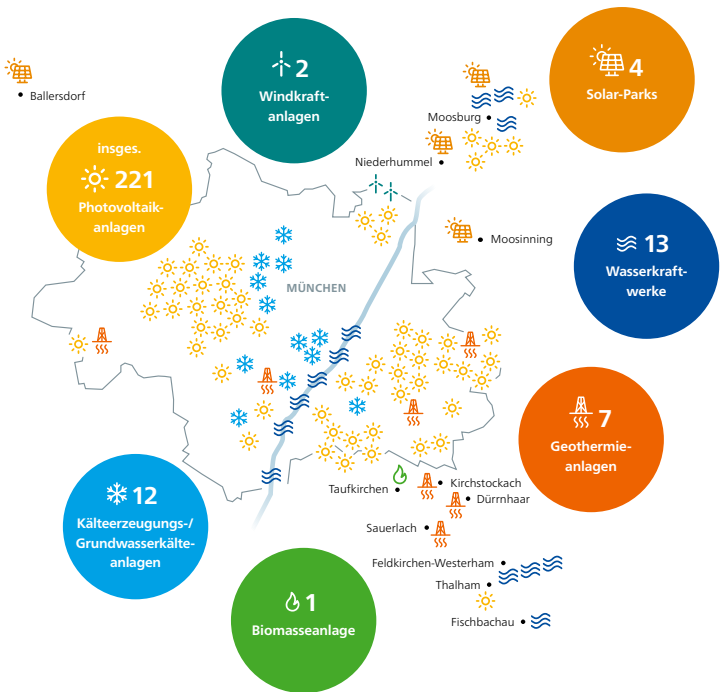 2
Windkraft-
anlagen
4
Solar-Parks
Ballersdorf
insges.
221
Photovoltaik-
anlagen
Moosburg
Niederhummel
Moosinning
13
Wasserkraft-
werke
MÜNCHEN
7
Geothermie-
anlagen
12
Kälteerzeugungs-/
Grundwasserkälte-
anlagen
Taufkirchen
Kirchstockach
Dürrnhaar
Sauerlach
Feldkirchen-Westerham
Thalham
Fischbachau
1
Biomasseanlage